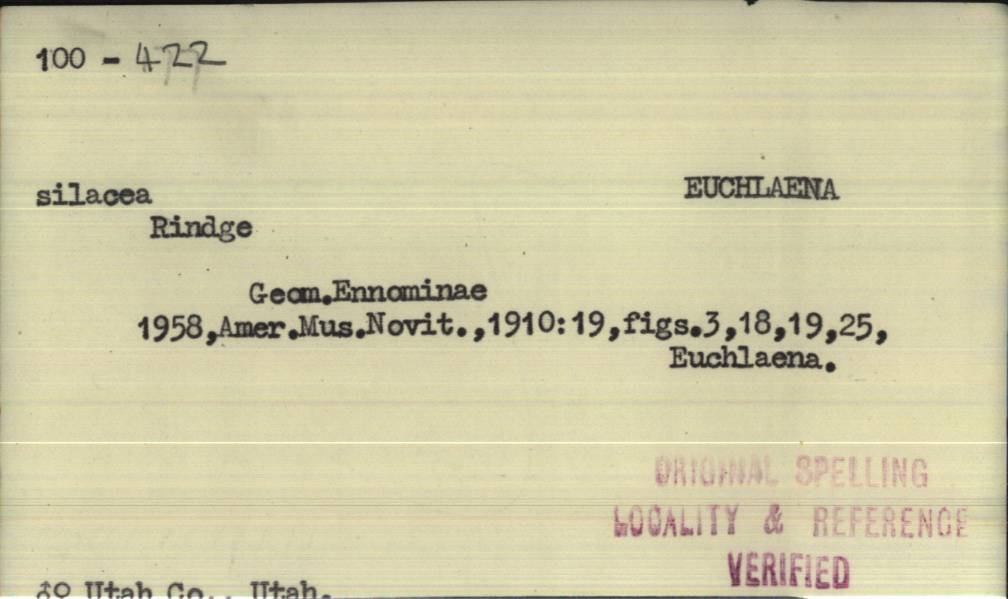 100 - 422
silacea EUCHLAENA
Rindge
Geom.Ennominae
1958,Amer.Mus.Novit.,1910:19,figs.3,18,19,25,
Euchlaena.
ORIGINAL SPELLING
LOCALITY & REFERENCE
VERIFIED
♂♀ Utah Co., Utah.